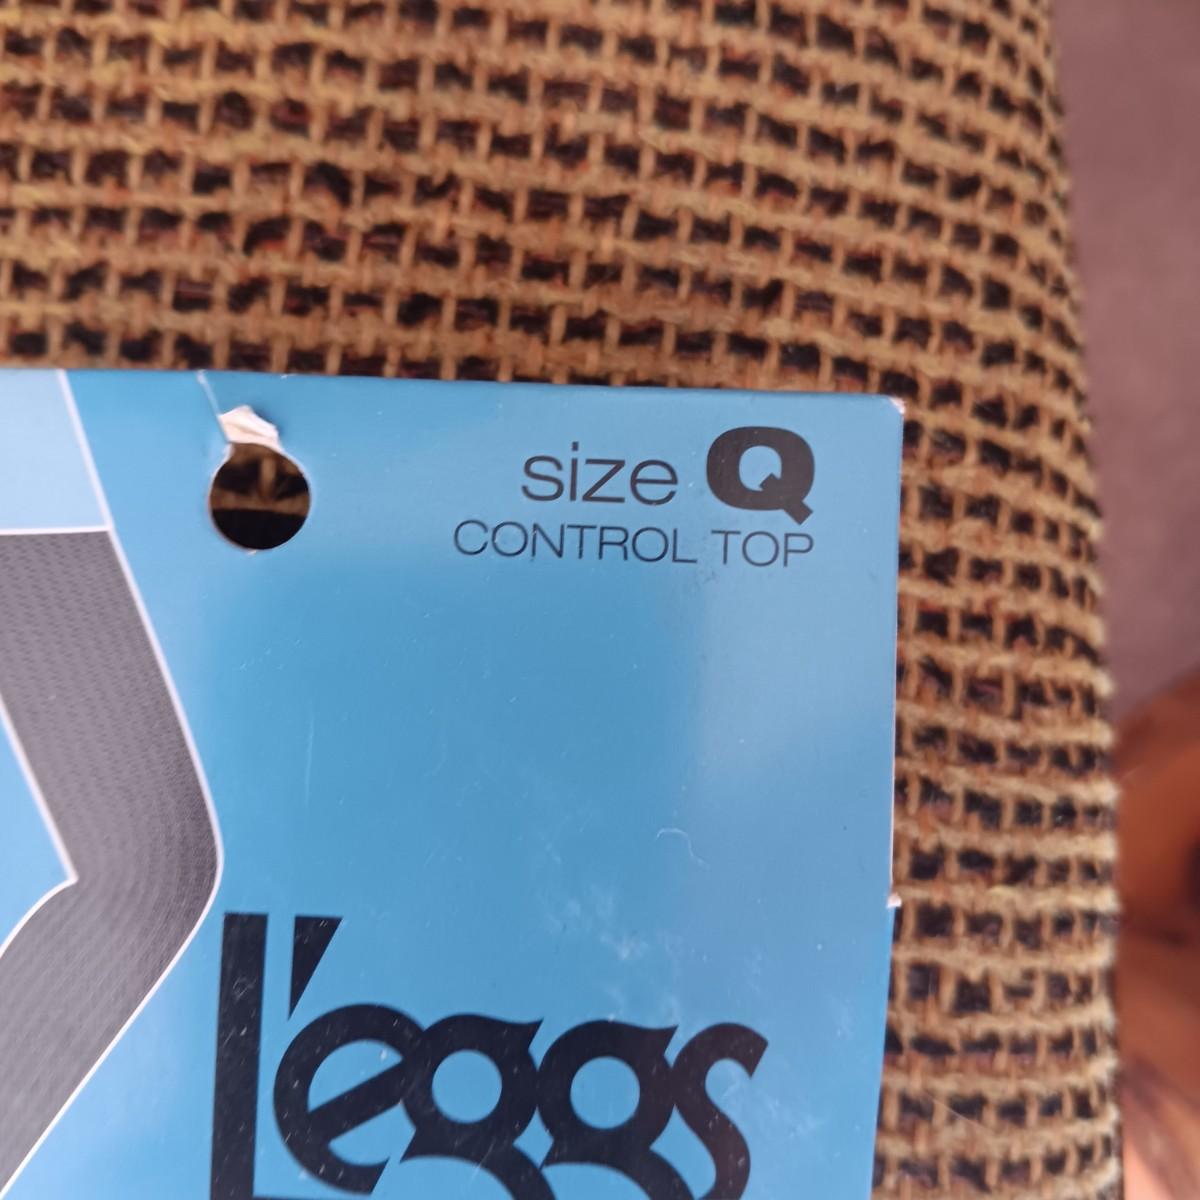 size Q
CONTROL TOP
L'eggs